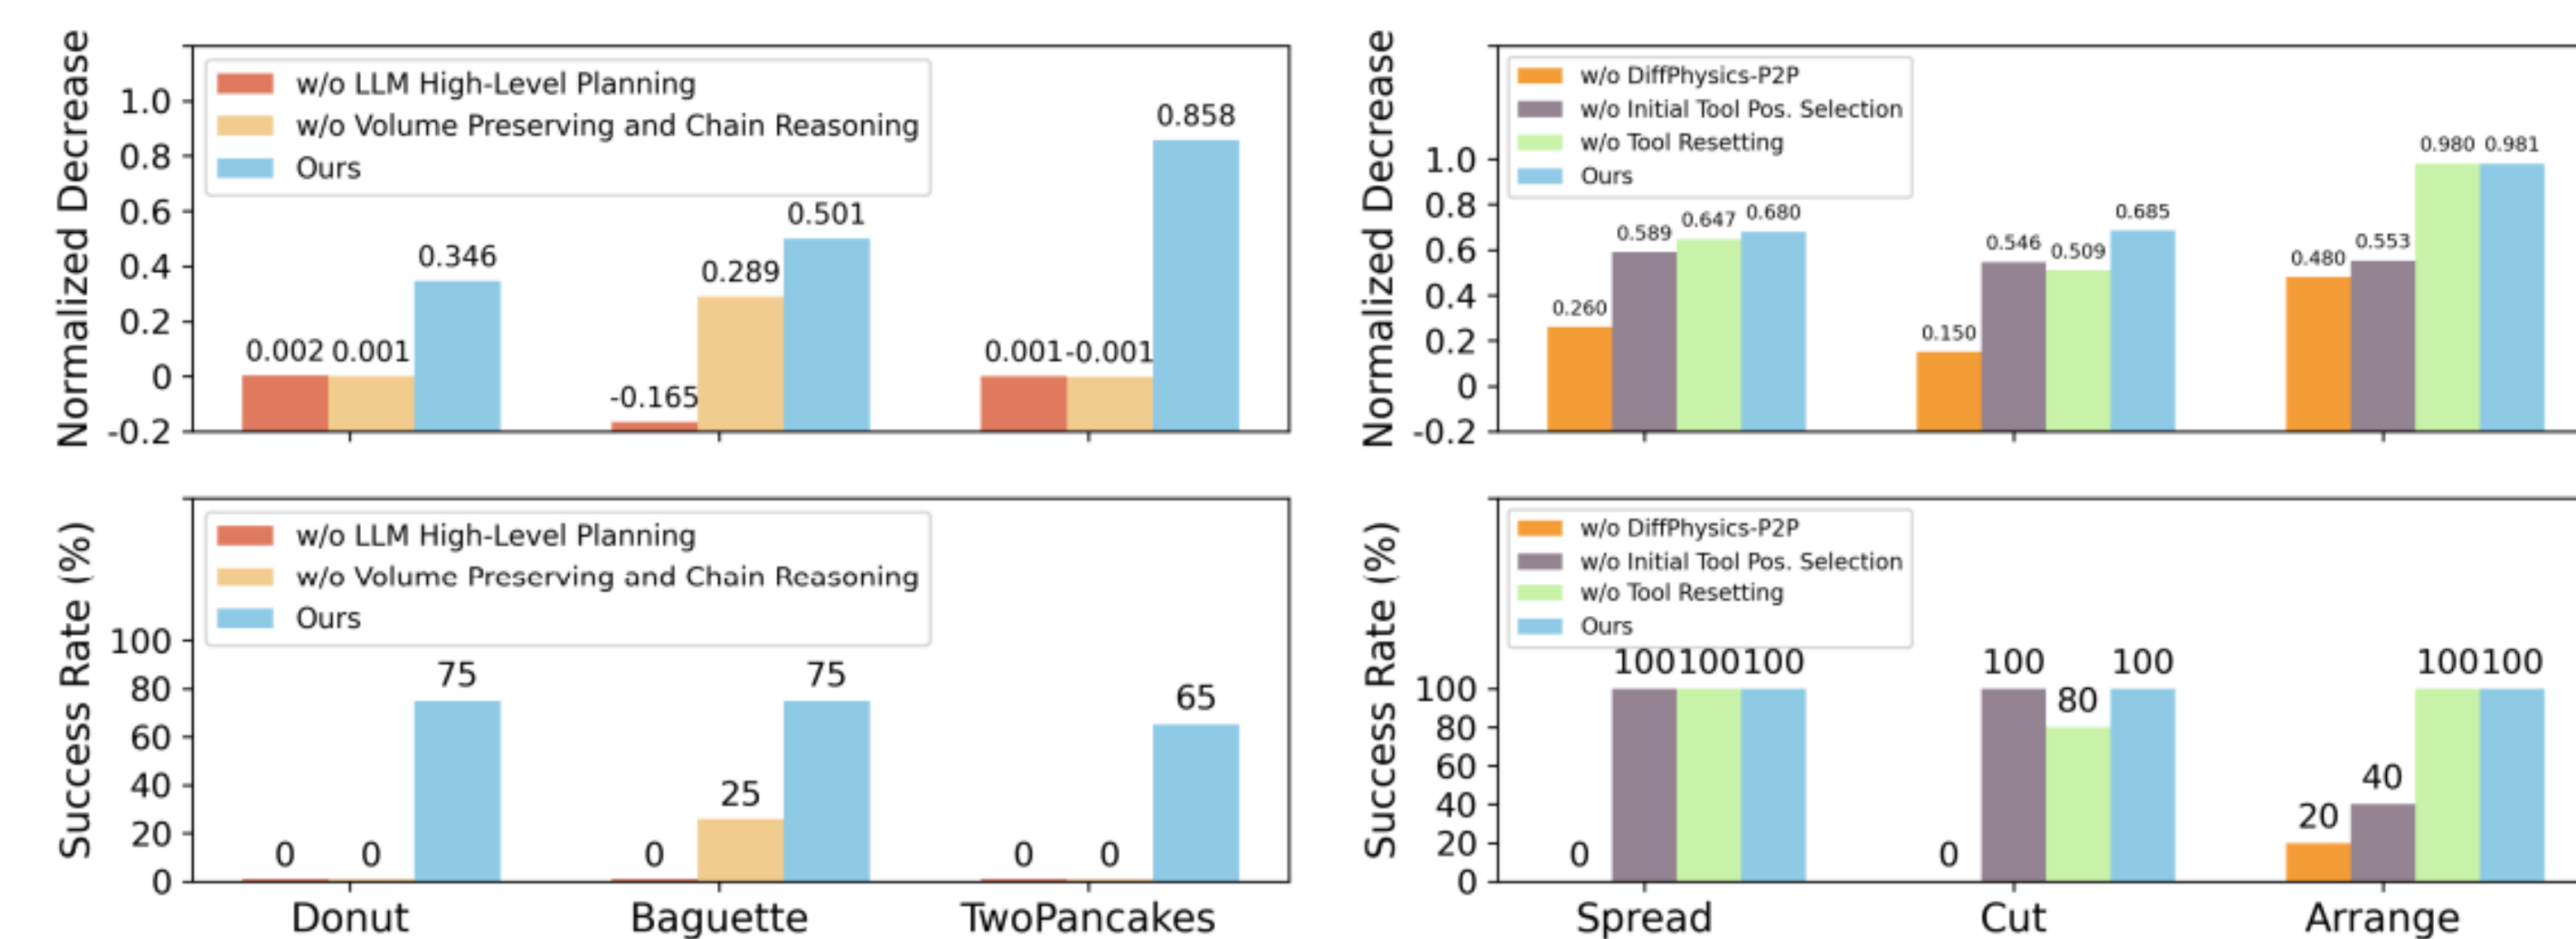 Normalized Decrease
1.0
0.8
0.6
0.4
0.2
0
-0.2
w/o LLM High-Level Planning
w/o Volume Preserving and Chain Reasoning
Ours
0.002 0.001 0.346
-0.165 0.289 0.501
0.001 -0.001 0.858
Normalized Decrease
1.0
0.8
0.6
0.4
0.2
0
-0.2
w/o DiffPhysics-P2P
w/o Initial Tool Pos. Selection
w/o Tool Resetting
Ours
0.260 0.589 0.647 0.680
0.150 0.546 0.509 0.685
0.480 0.553 0.980 0.981
Success Rate (%)
100
80
60
40
20
0
w/o LLM High-Level Planning
w/o Volume Preserving and Chain Reasoning
Ours
0 0 75
0 25 75
0 0 65
Donut Baguette TwoPancakes
Success Rate (%)
100
80
60
40
20
0
w/o DiffPhysics-P2P
w/o Initial Tool Pos. Selection
w/o Tool Resetting
Ours
0 100 100 100
0 100 80 100
20 40 100 100
Spread Cut Arrange